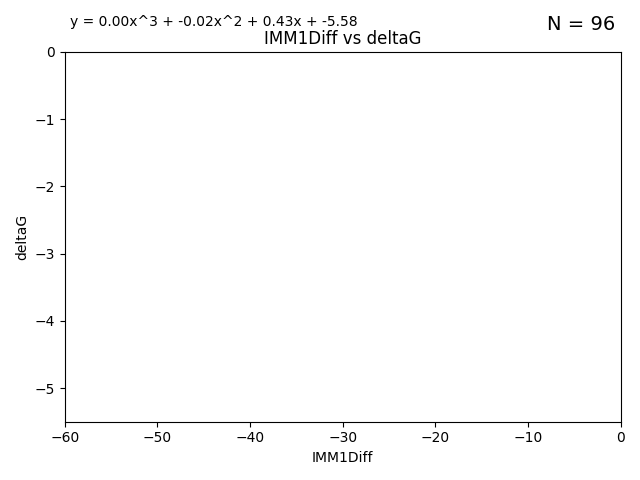 y = 0.00x^3 + -0.02x^2 + 0.43x + -5.58
N = 96
IMM1Diff vs deltaG
0
−1
−2
−3
−4
−5
deltaG
−60 −50 −40 −30 −20 −10 0
IMM1Diff